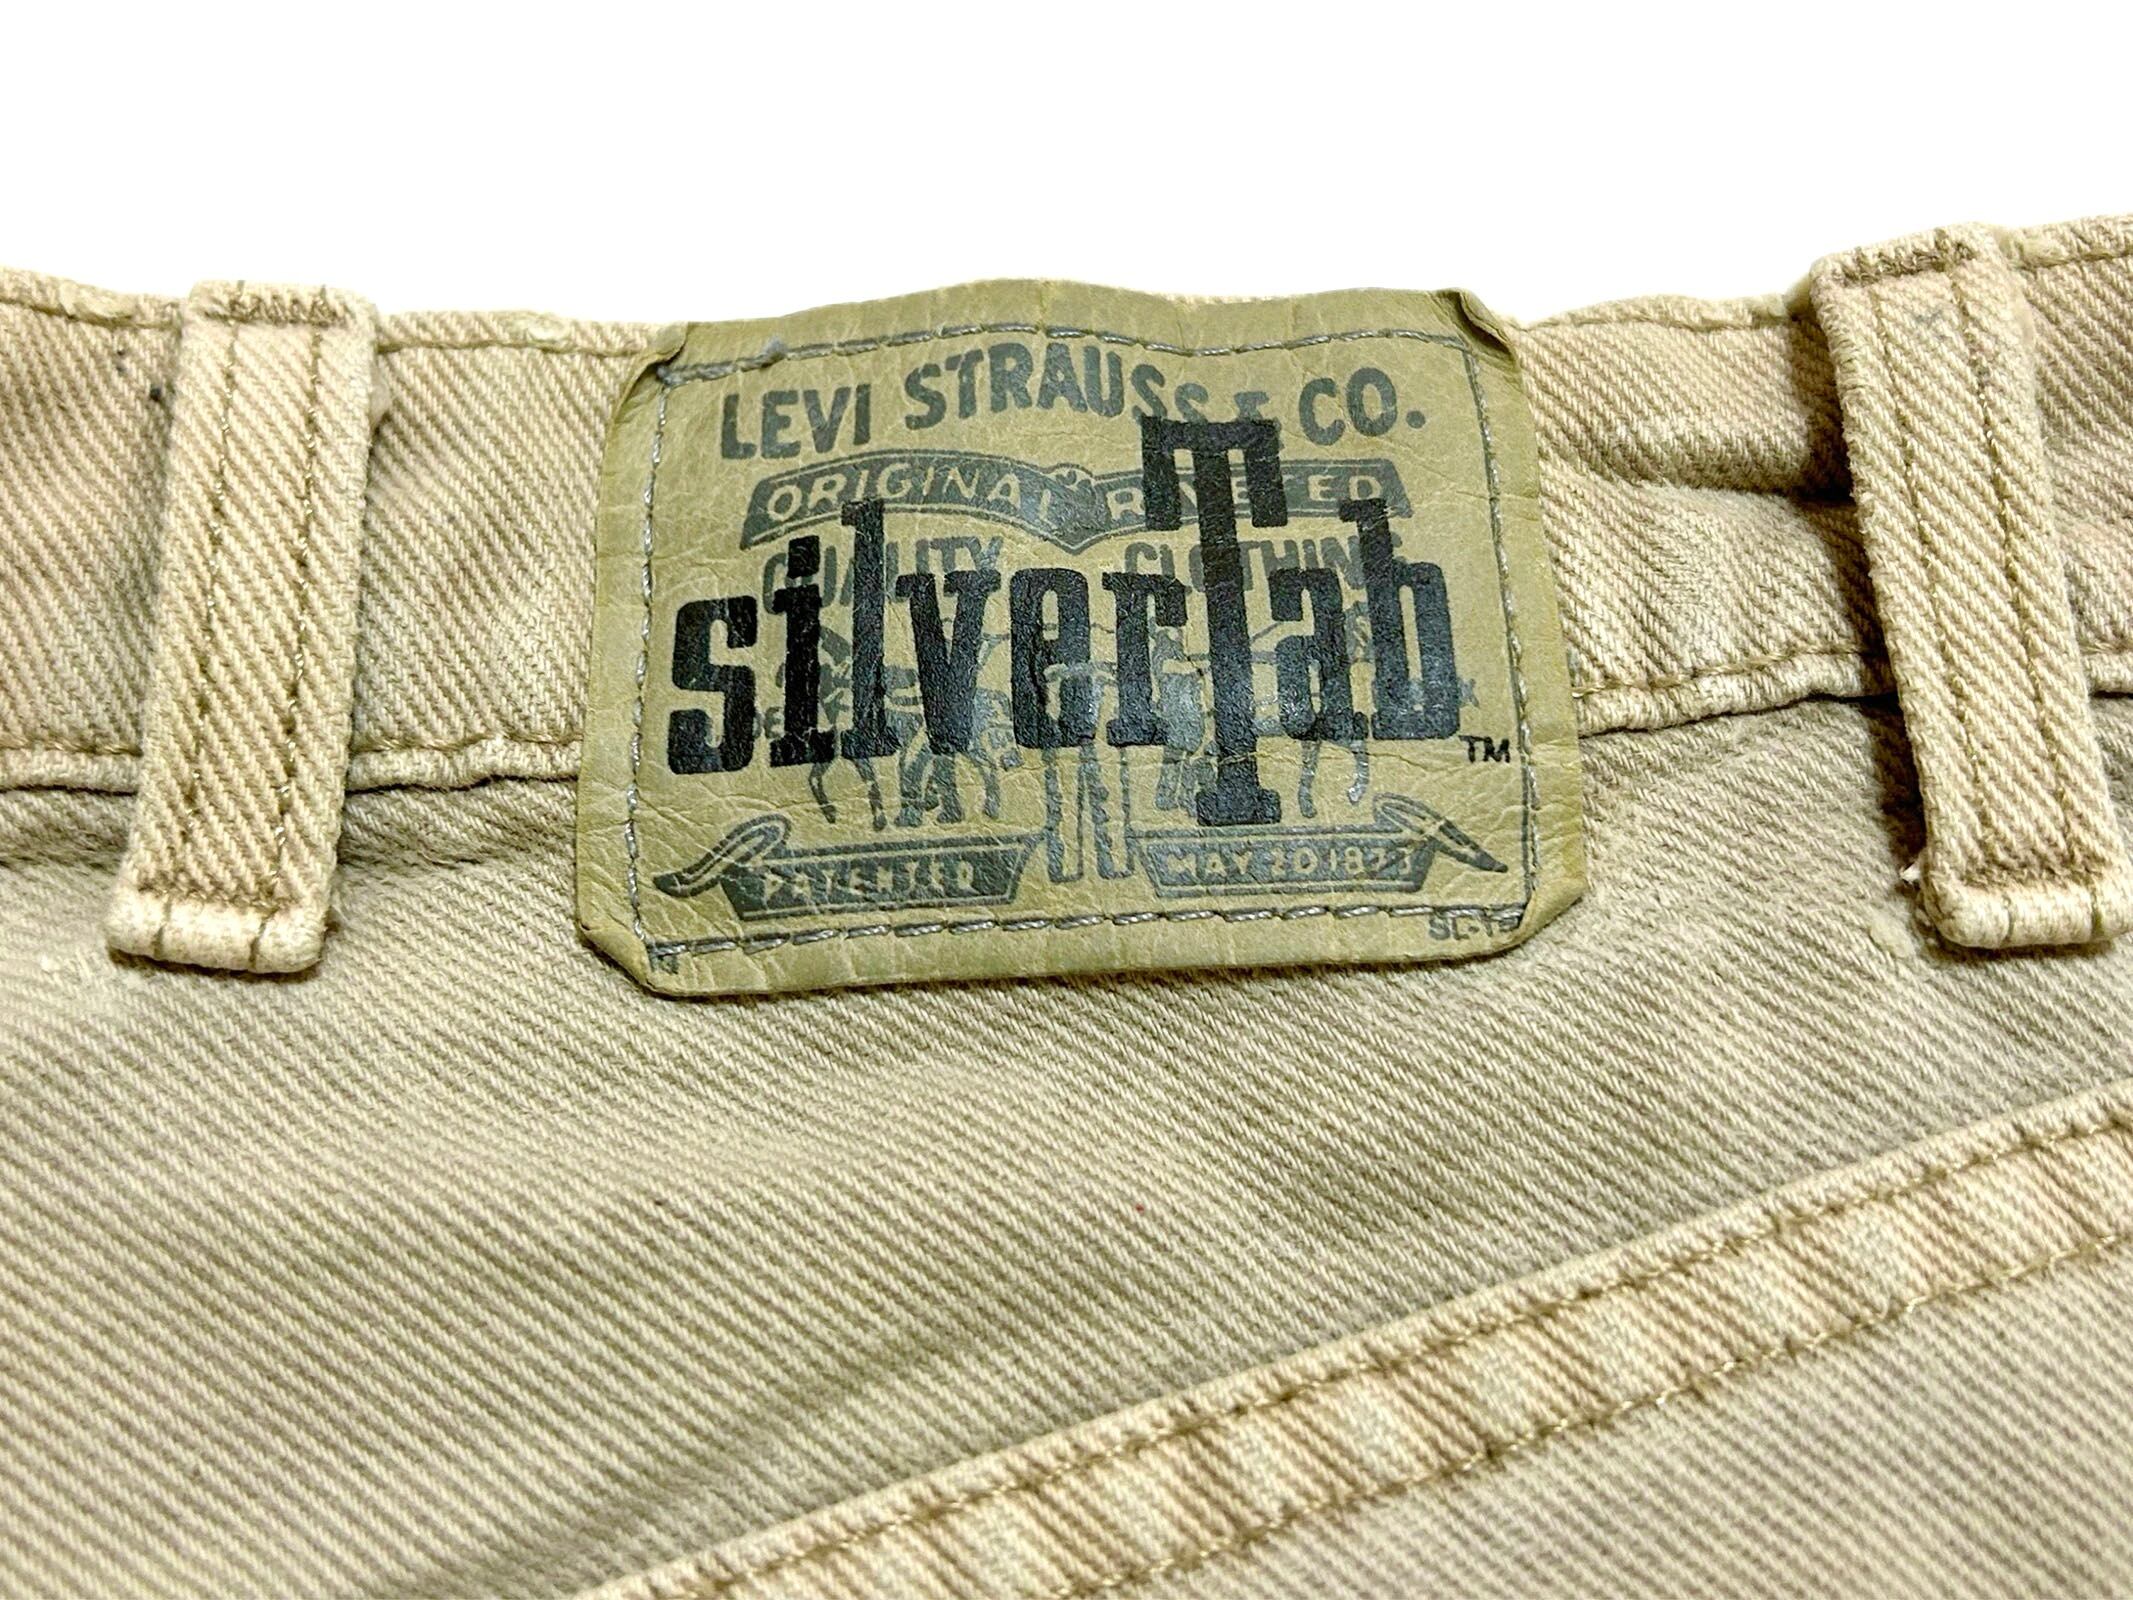 LEVI STRAUSS & CO.
ORIGINAL RIVETED
QUALITY CLOTHING
silverTab
TM
PATENTED MAY 20 1873